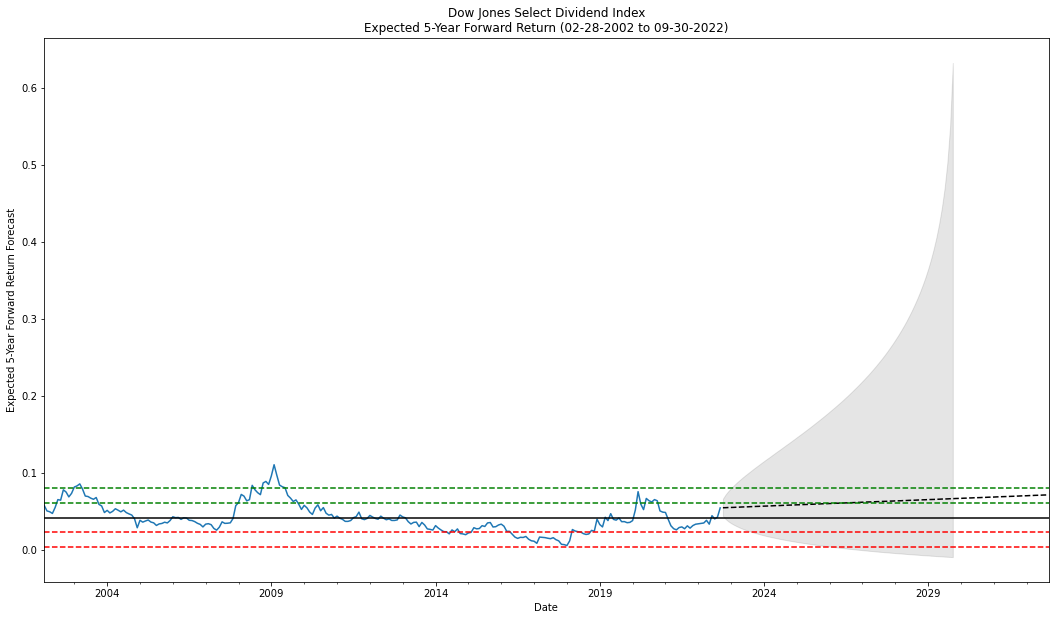 Dow Jones Select Dividend Index
Expected 5-Year Forward Return (02-28-2002 to 09-30-2022)
Expected 5-Year Forward Return Forecast
0.6
0.5
0.4
0.3
0.2
0.1
0.0
2004 2009 2014 2019 2024 2029
Date